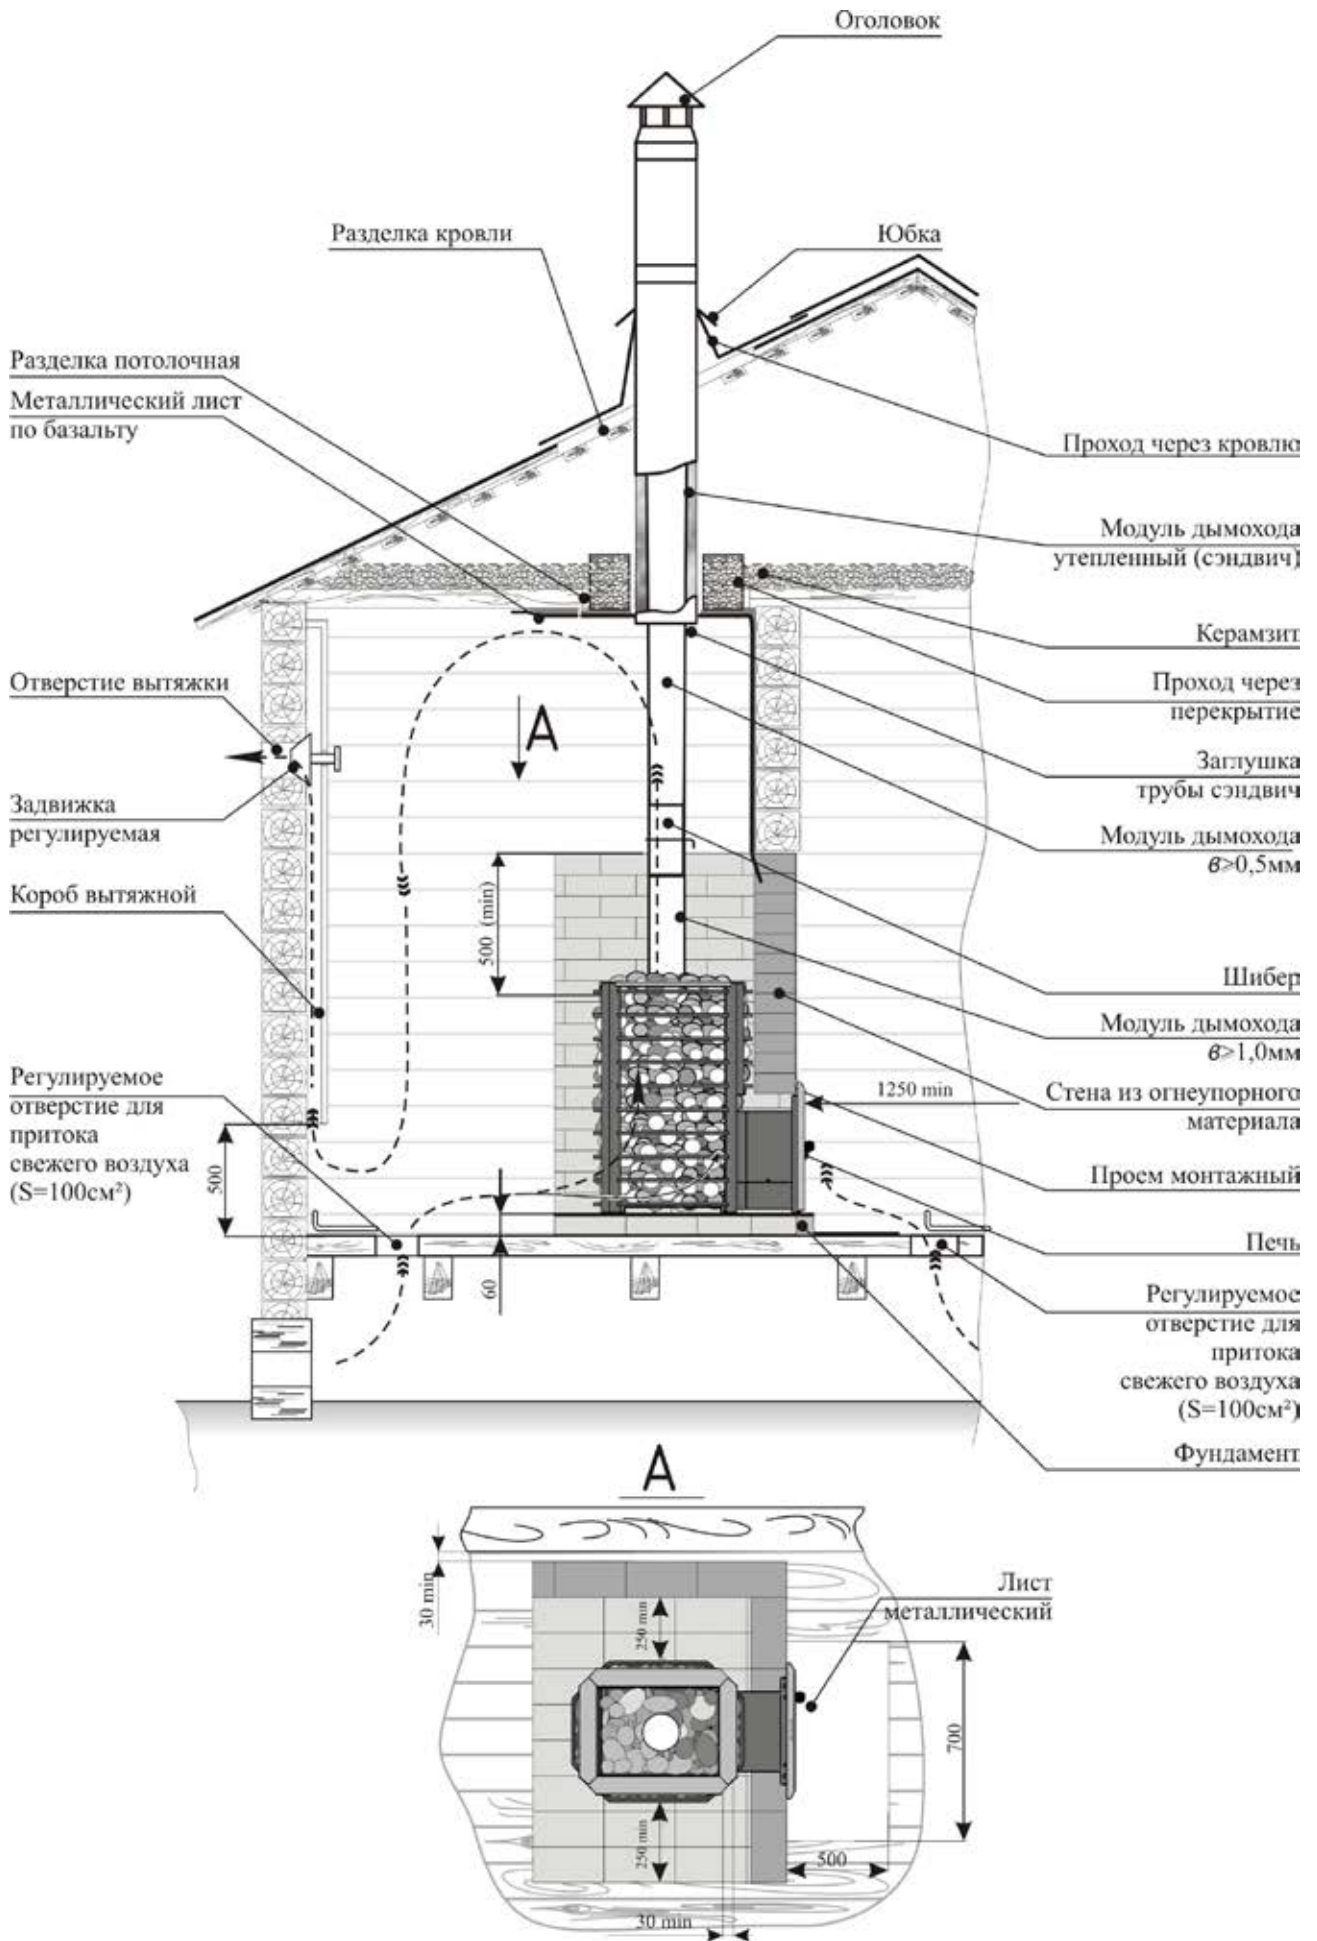 Оголовок
Разделка кровли
Юбка
Разделка потолочная
Металлический лист
по базальту
Проход через кровлю
Модуль дымохода
утепленный (сэндвич)
Керамзит
Отверстие вытяжки
Проход через
перекрытие
А
Заглушка
трубы сэндвич
Задвижка
регулируемая
Модуль дымохода
в>0,5мм
Короб вытяжной
500 (min)
Шибер
Модуль дымохода
в>1,0мм
Регулируемое
отверстие для
притока
свежего воздуха
(S=100см²)
1250 min
Стена из огнеупорного
материала
500
Проем монтажный
Печь
60
Регулируемое
отверстие для
притока
свежего воздуха
(S=100см²)
Фундамент
А
30 min
250 min
Лист
металлический
700
250 min
500
30 min